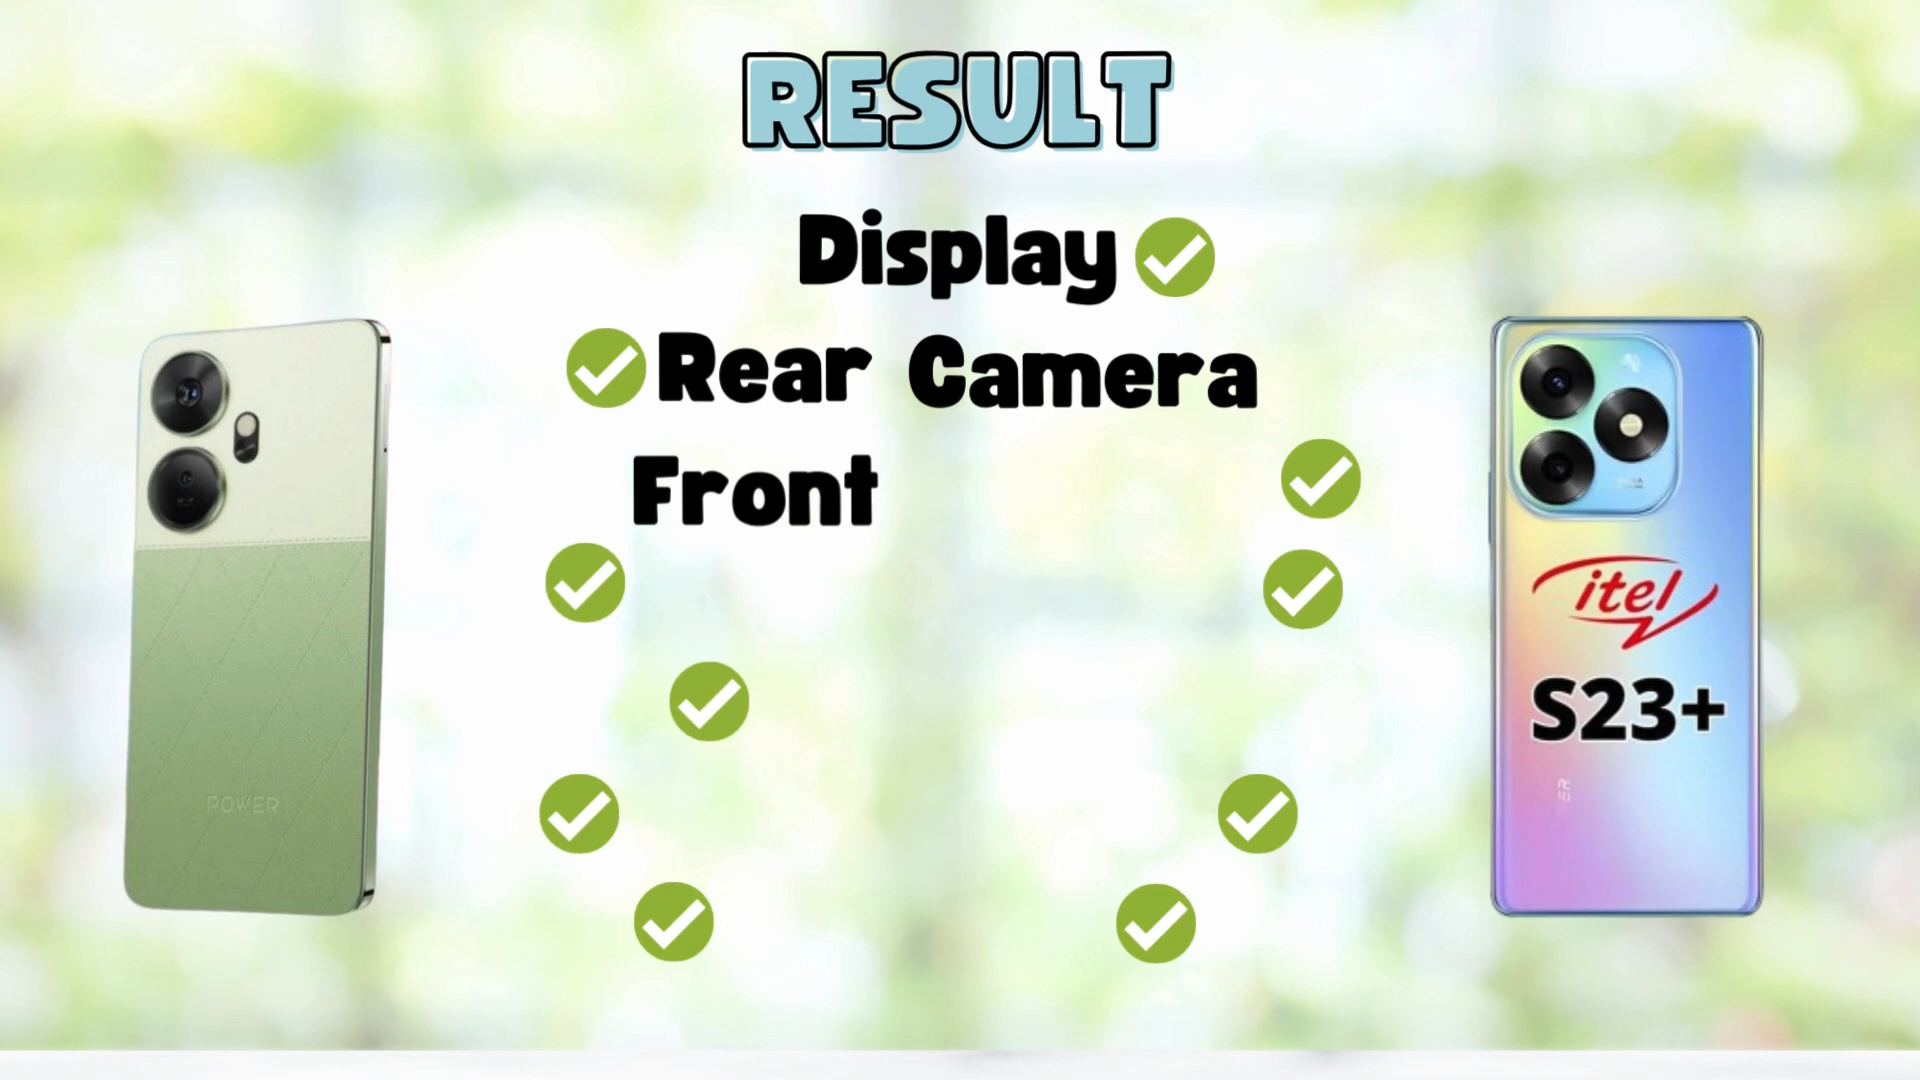 RESULT
Display
Rear Camera
Front
POWER
itel
S23+